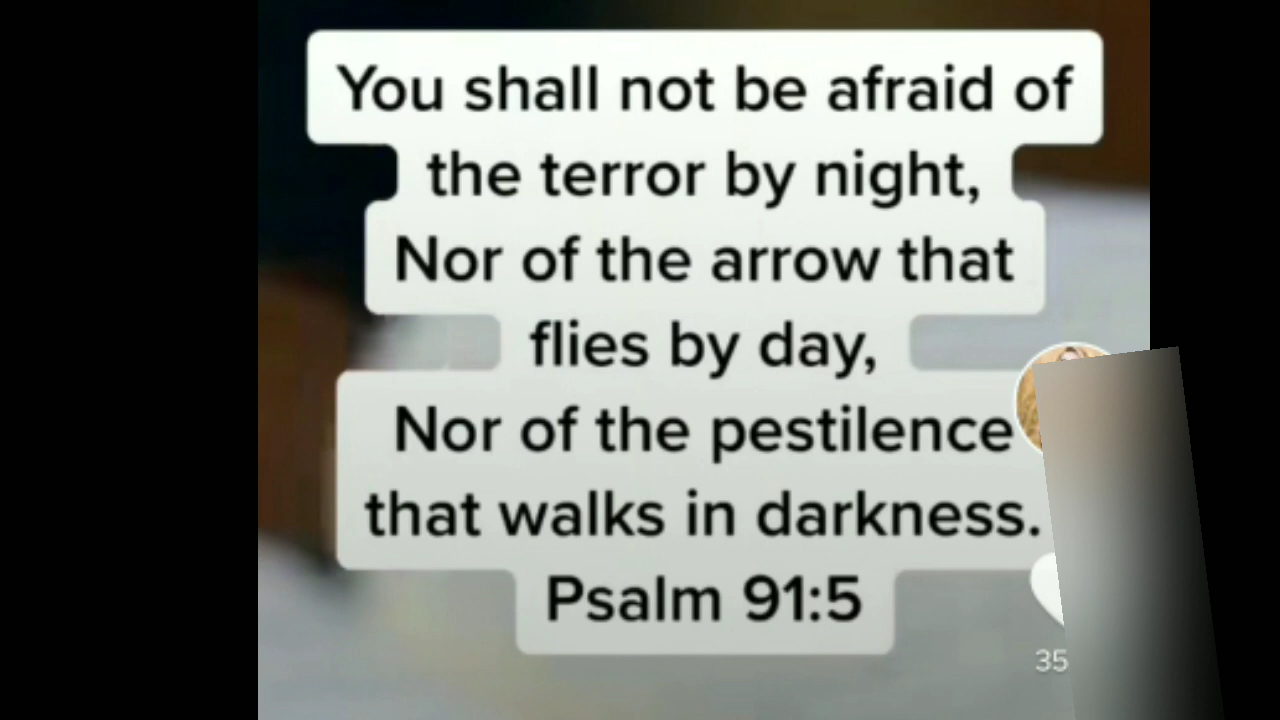 You shall not be afraid of
the terror by night,
Nor of the arrow that
flies by day,
Nor of the pestilence
that walks in darkness.
Psalm 91:5
35